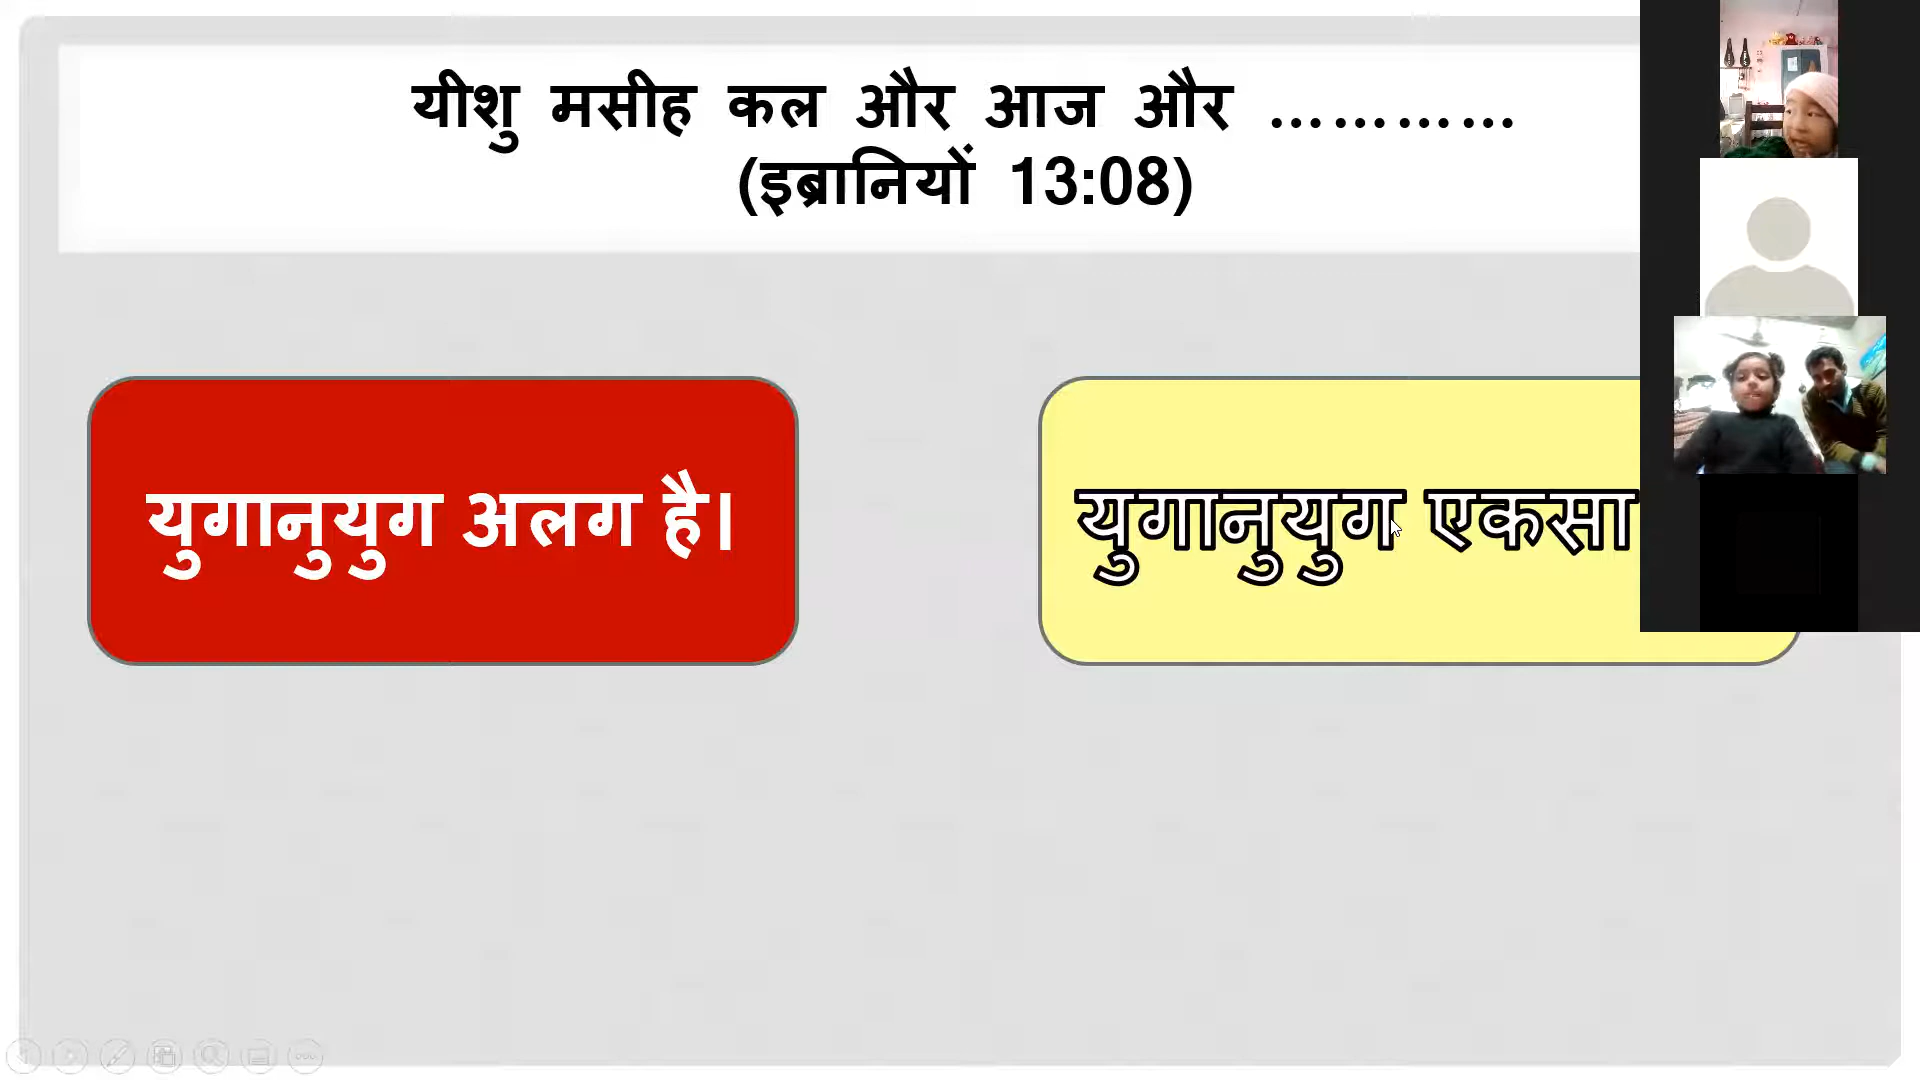 यीशु मसीह कल और आज और …………
(इब्रानियों 13:08)
युगानुयुग अलग है।
युगानुयुग एकसा